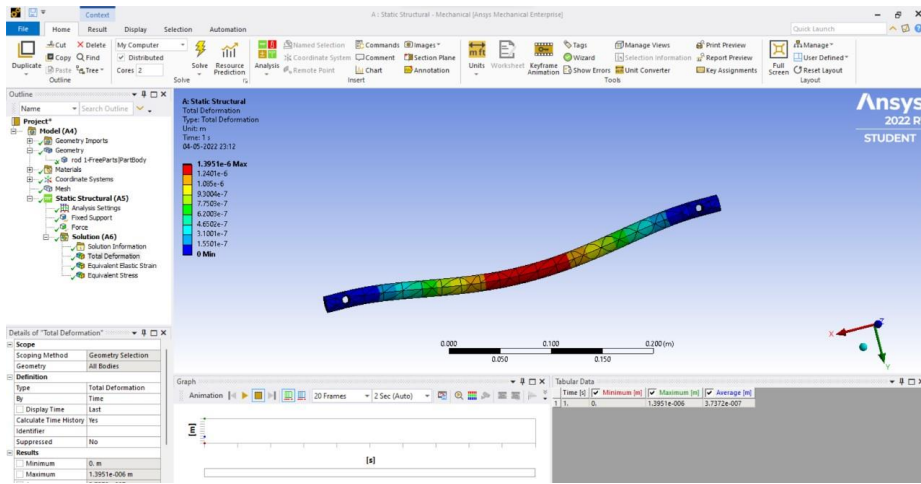 Context
A : Static Structural - Mechanical [Ansys Mechanical Enterprise]
File Home Result Display Selection Automation
Quick Launch
Duplicate
Cut
Copy
Paste
Delete
Find
Tree
Outline
My Computer
Distributed
Cores 2
Solve
Resource Prediction
Solve
Analysis
Named Selection
Coordinate System
Remote Point
Commands
Comment
Chart
Images
Section Plane
Annotation
Insert
Units
Worksheet
Keyframe Animation
Tags
Wizard
Show Errors
Manage Views
Selection Information
Unit Converter
Print Preview
Report Preview
Key Assignments
Tools
Full Screen
Manage
User Defined
Reset Layout
Layout
Outline
Name
Search Outline
Project*
Model (A4)
Geometry Imports
Geometry
rod 1-FreeParts|PartBody
Materials
Coordinate Systems
Mesh
Static Structural (A5)
Analysis Settings
Fixed Support
Force
Solution (A6)
Solution Information
Total Deformation
Equivalent Elastic Strain
Equivalent Stress
A: Static Structural
Total Deformation
Type: Total Deformation
Unit: m
Time: 1 s
04-05-2022 23:12
1.3951e-6 Max
1.2401e-6
1.085e-6
9.3004e-7
7.7503e-7
6.2003e-7
4.6502e-7
3.1001e-7
1.5501e-7
0 Min
Ansys
2022 R
STUDENT
0.000 0.100 0.200 (m)
0.050 0.150
X
Y
Z
Details of "Total Deformation"
Scope
Scoping Method Geometry Selection
Geometry All Bodies
Definition
Type Total Deformation
By Time
Display Time Last
Calculate Time History Yes
Identifier
Suppressed No
Results
Minimum 0. m
Maximum 1.3951e-006 m
Graph
Animation 20 Frames 2 Sec (Auto)
[m]
[s]
Tabular Data
Time [s] Minimum [m] Maximum [m] Average [m]
1 1. 0. 1.3951e-006 3.7372e-007